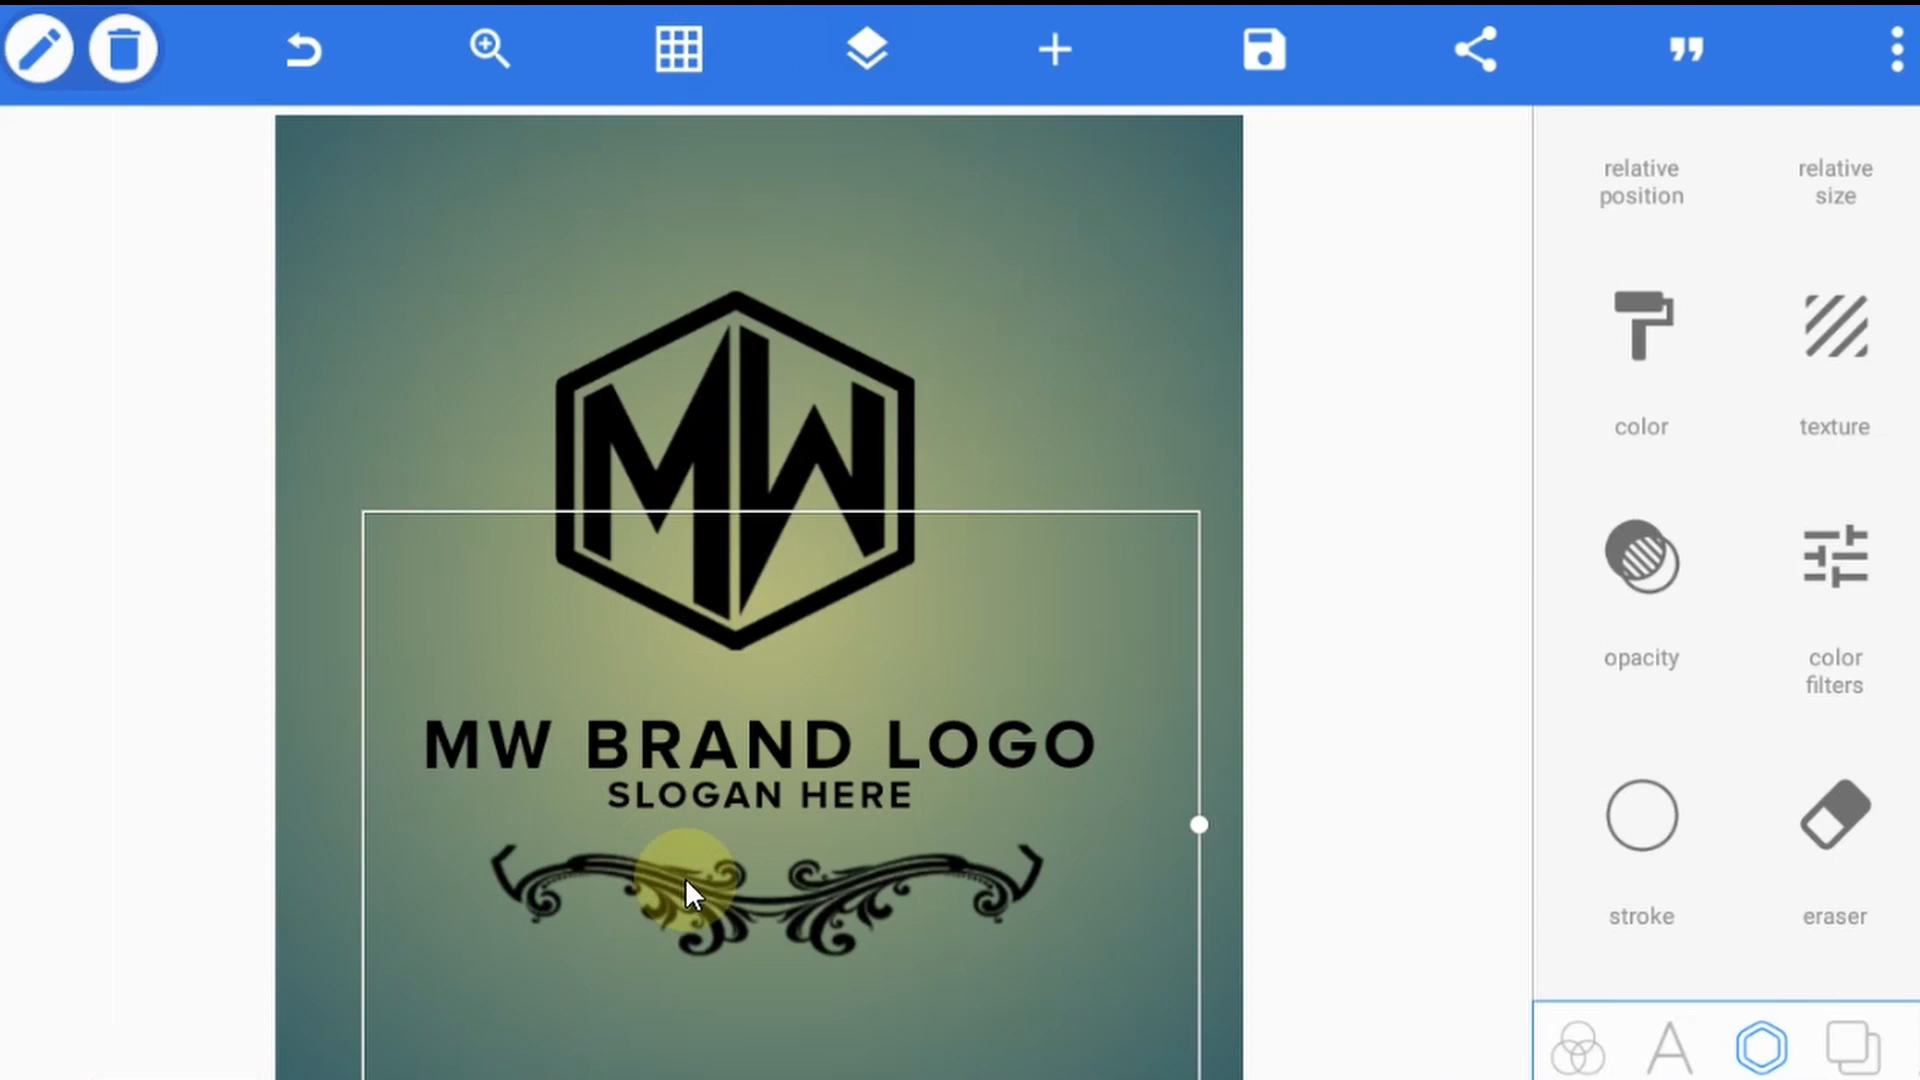 relative
position
relative
size
MW
color
texture
opacity
color
filters
MW BRAND LOGO
SLOGAN HERE
stroke
eraser
A